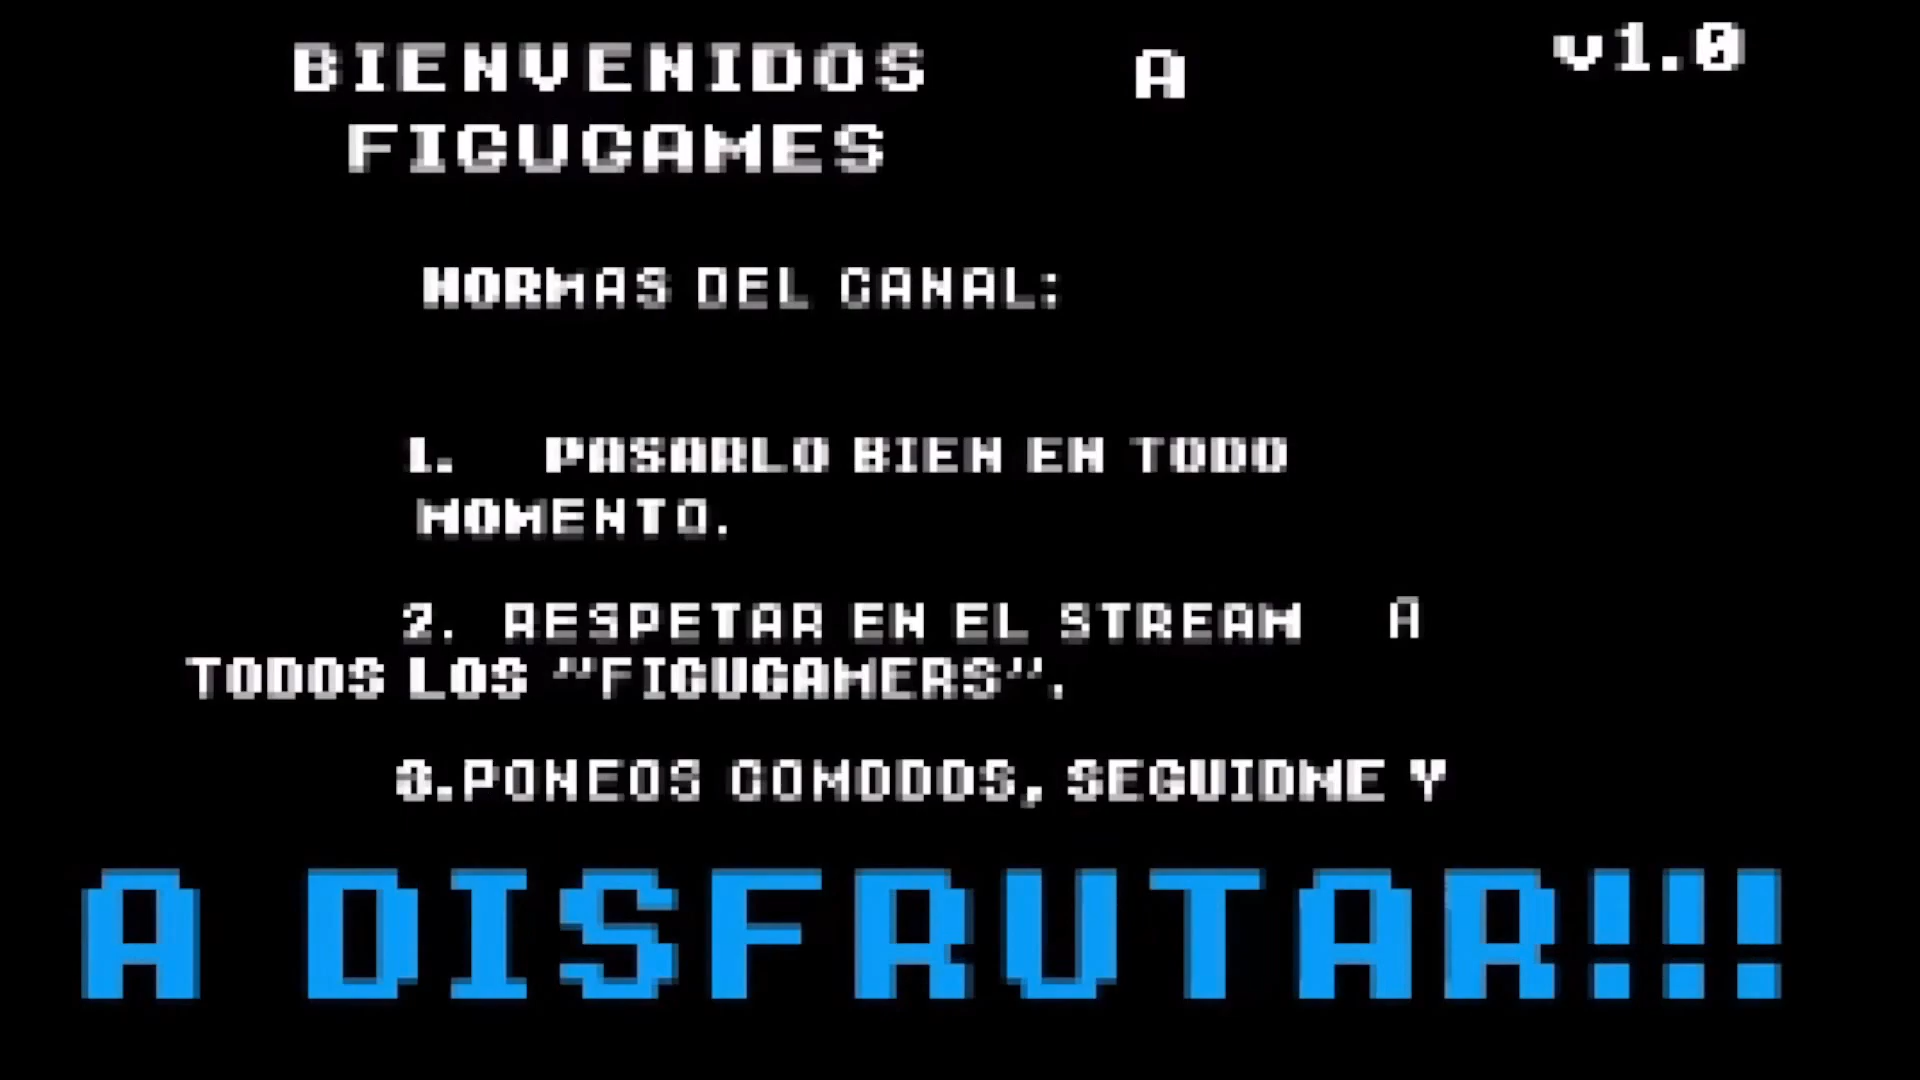 BIENVENIDOS A
v1.0
FIGUGAMES
NORMAS DEL CANAL:
1. PASARLO BIEN EN TODO
MOMENTO.
2. RESPETAR EN EL STREAM A
TODOS LOS "FIGUGAMERS".
3.PONEOS COMODOS, SEGUIDME Y
A DISFRUTAR!!!